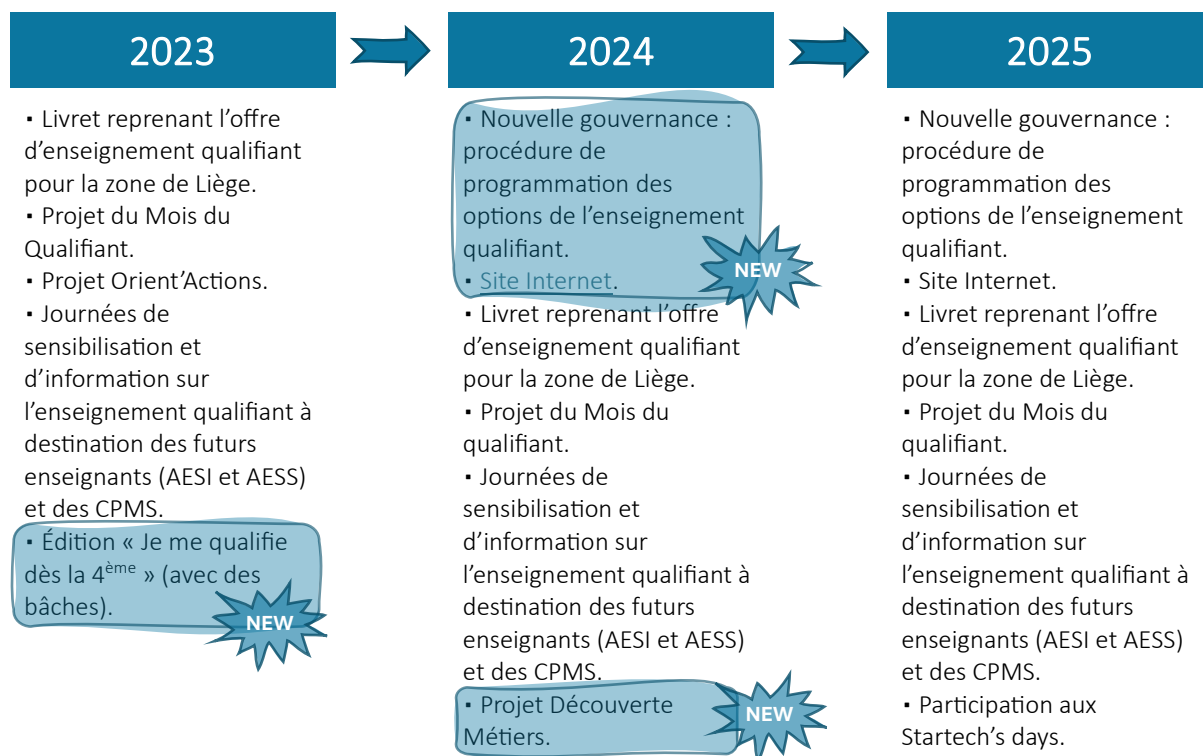 2023
▪ Livret reprenant l’offre
d’enseignement qualifiant
pour la zone de Liège.
▪ Projet du Mois du
Qualifiant.
▪ Projet Orient’Actions.
▪ Journées de
sensibilisation et
d’information sur
l’enseignement qualifiant à
destination des futurs
enseignants (AESI et AESS)
et des CPMS.
▪ Édition « Je me qualifie
dès la 4ème » (avec des
bâches).
NEW
2024
▪ Nouvelle gouvernance :
procédure de
programmation des
options de l’enseignement
qualifiant.
▪ Site Internet.
NEW
▪ Livret reprenant l’offre
d’enseignement qualifiant
pour la zone de Liège.
▪ Projet du Mois du
qualifiant.
▪ Journées de
sensibilisation et
d’information sur
l’enseignement qualifiant à
destination des futurs
enseignants (AESI et AESS)
et des CPMS.
▪ Projet Découverte
Métiers.
NEW
2025
▪ Nouvelle gouvernance :
procédure de
programmation des
options de l’enseignement
qualifiant.
▪ Site Internet.
▪ Livret reprenant l’offre
d’enseignement qualifiant
pour la zone de Liège.
▪ Projet du Mois du
qualifiant.
▪ Journées de
sensibilisation et
d’information sur
l’enseignement qualifiant à
destination des futurs
enseignants (AESI et AESS)
et des CPMS.
▪ Participation aux
Startech’s days.